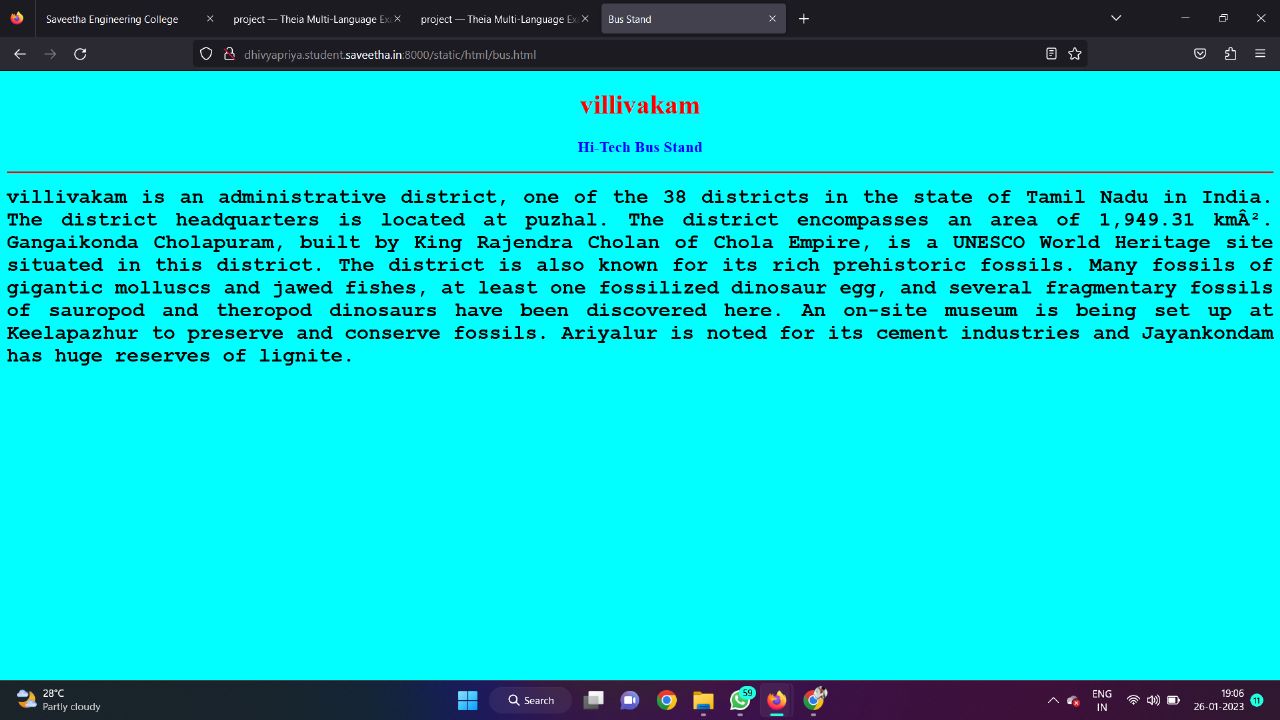 Saveetha Engineering College
project — Theia Multi-Language Ex
project — Theia Multi-Language Ex
Bus Stand
dhivyapriya.student.saveetha.in:8000/static/html/bus.html
villivakam
Hi-Tech Bus Stand
villivakam is an administrative district, one of the 38 districts in the state of Tamil Nadu in India.
The district headquarters is located at puzhal. The district encompasses an area of 1,949.31 kmÂ².
Gangaikonda Cholapuram, built by King Rajendra Cholan of Chola Empire, is a UNESCO World Heritage site
situated in this district. The district is also known for its rich prehistoric fossils. Many fossils of
gigantic molluscs and jawed fishes, at least one fossilized dinosaur egg, and several fragmentary fossils
of sauropod and theropod dinosaurs have been discovered here. An on-site museum is being set up at
Keelapazhur to preserve and conserve fossils. Ariyalur is noted for its cement industries and Jayankondam
has huge reserves of lignite.
28°C
Partly cloudy
Search
59
ENG
IN
19:06
26-01-2023
11